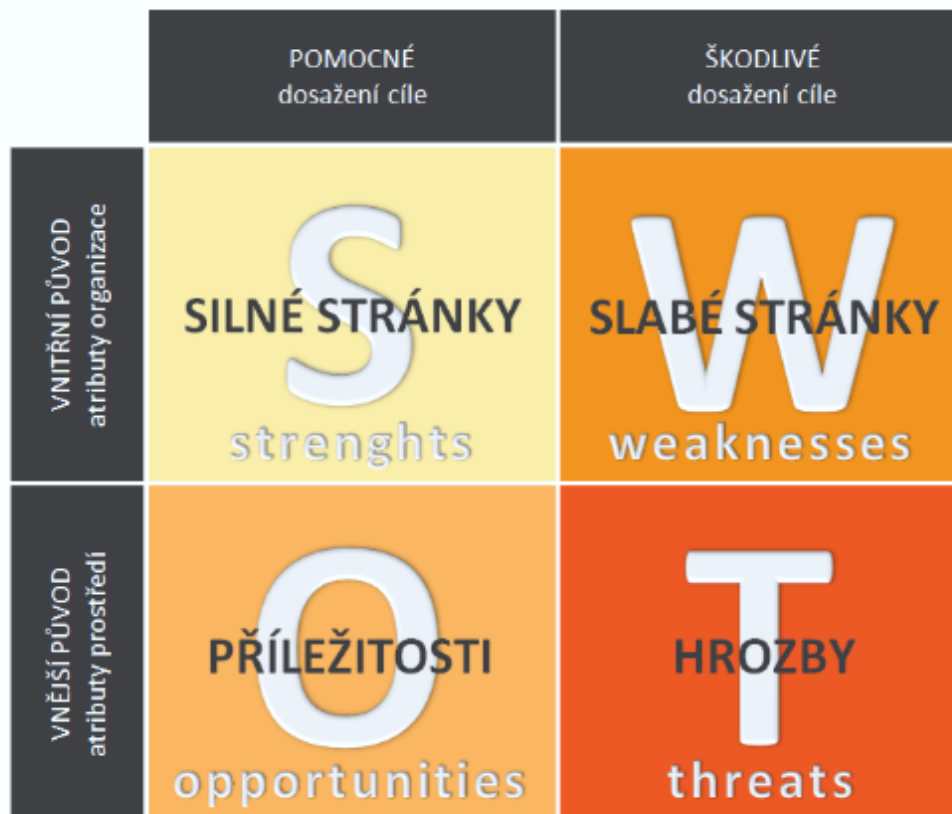 POMOCNÉ
dosažení cíle
ŠKODLIVÉ
dosažení cíle
VNITŘNÍ PŮVOD
atributy organizace
S
SILNÉ STRÁNKY
strenghts
W
SLABÉ STRÁNKY
weaknesses
VNĚJŠÍ PŮVOD
atributy prostředí
O
PŘÍLEŽITOSTI
opportunities
T
HROZBY
threats